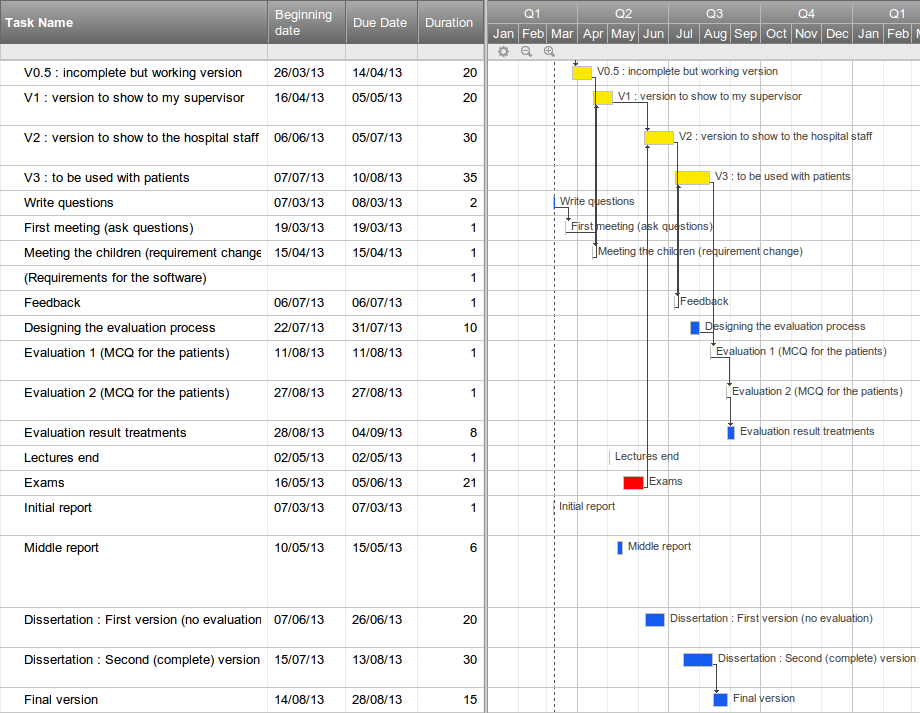 Task Name Beginning date Due Date Duration Q1 Q2 Q3 Q4 Q1
Jan Feb Mar Apr May Jun Jul Aug Sep Oct Nov Dec Jan Feb
V0.5 : incomplete but working version 26/03/13 14/04/13 20 V0.5 : incomplete but working version
V1 : version to show to my supervisor 16/04/13 05/05/13 20 V1 : version to show to my supervisor
V2 : version to show to the hospital staff 06/06/13 05/07/13 30 V2 : version to show to the hospital staff
V3 : to be used with patients 07/07/13 10/08/13 35 V3 : to be used with patients
Write questions 07/03/13 08/03/13 2 Write questions
First meeting (ask questions) 19/03/13 19/03/13 1 First meeting (ask questions)
Meeting the children (requirement change 15/04/13 15/04/13 1 Meeting the children (requirement change)
(Requirements for the software) 1
Feedback 06/07/13 06/07/13 1 Feedback
Designing the evaluation process 22/07/13 31/07/13 10 Designing the evaluation process
Evaluation 1 (MCQ for the patients) 11/08/13 11/08/13 1 Evaluation 1 (MCQ for the patients)
Evaluation 2 (MCQ for the patients) 27/08/13 27/08/13 1 Evaluation 2 (MCQ for the patients)
Evaluation result treatments 28/08/13 04/09/13 8 Evaluation result treatments
Lectures end 02/05/13 02/05/13 1 Lectures end
Exams 16/05/13 05/06/13 21 Exams
Initial report 07/03/13 07/03/13 1 Initial report
Middle report 10/05/13 15/05/13 6 Middle report
Dissertation : First version (no evaluation 07/06/13 26/06/13 20 Dissertation : First version (no evaluation)
Dissertation : Second (complete) version 15/07/13 13/08/13 30 Dissertation : Second (complete) version
Final version 14/08/13 28/08/13 15 Final version